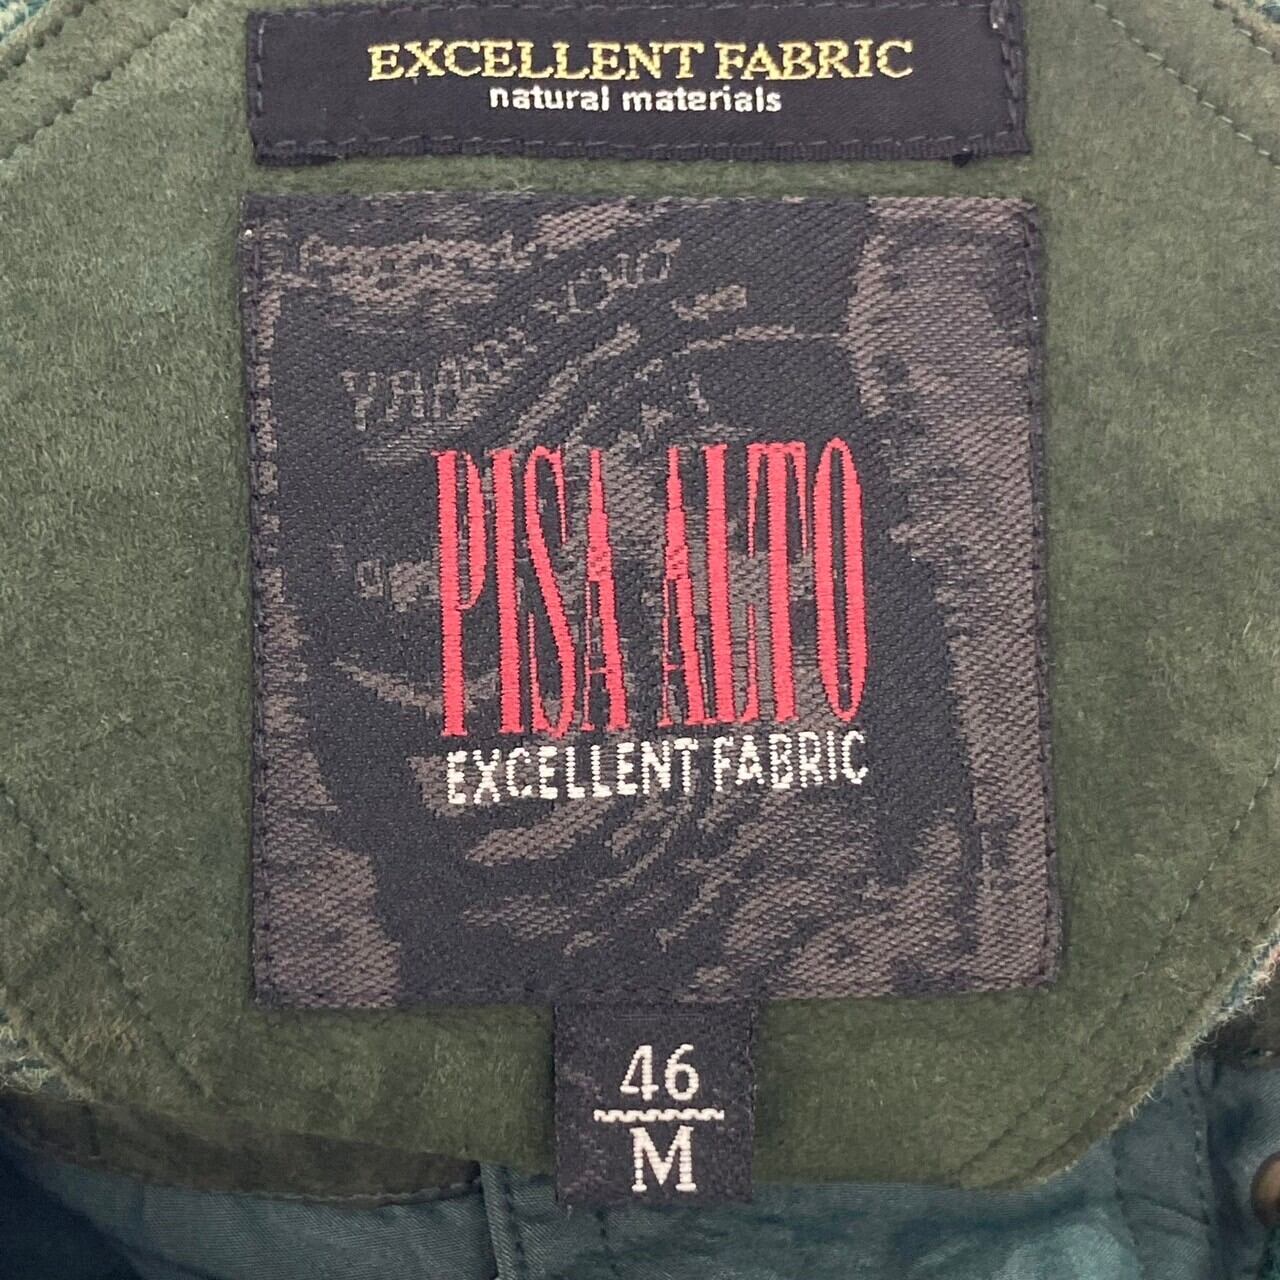 EXCELLENT FABRIC
natural materials
PISA ALTO
EXCELLENT FABRIC
46
M